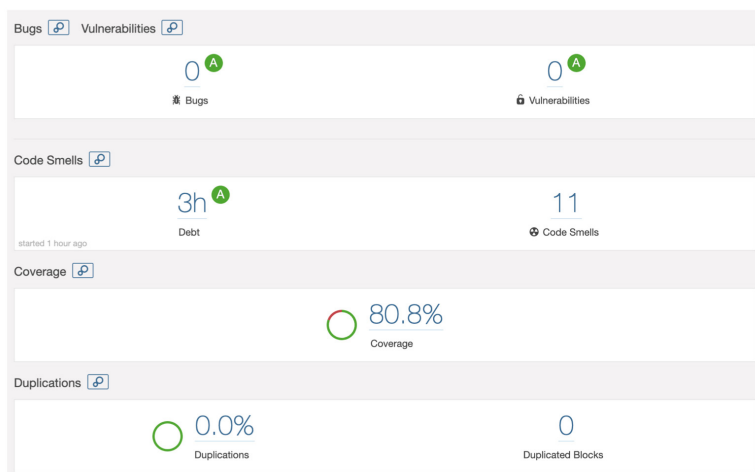 Bugs Vulnerabilities
0 A 0 A
Bugs Vulnerabilities
Code Smells
3h A 11
Debt Code Smells
started 1 hour ago
Coverage
80.8%
Coverage
Duplications
0.0% 0
Duplications Duplicated Blocks